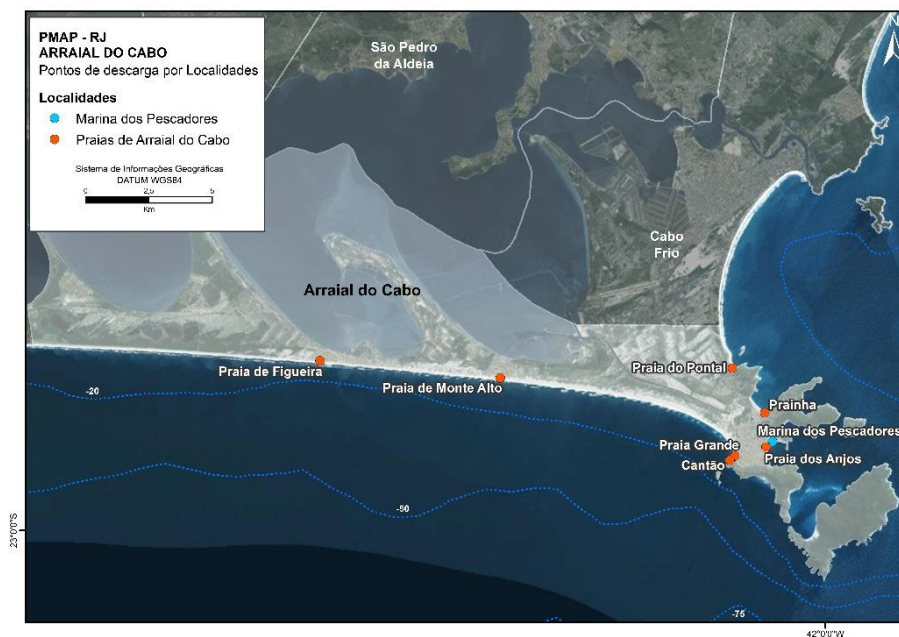 PMAP - RJ
ARRAIAL DO CABO
Pontos de descarga por Localidades
Localidades
Marina dos Pescadores
Praias de Arraial do Cabo
Sistema de Informações Geográficas
DATUM WGS84
0 2,5 5
Km
N
São Pedro
da Aldeia
Cabo
Frio
Arraial do Cabo
Praia de Figueira
Praia de Monte Alto
Praia do Pontal
Prainha
Marina dos Pescadores
Praia Grande
Praia dos Anjos
Cantão
-20
-50
-75
23°0'0"S
42°0'0"W